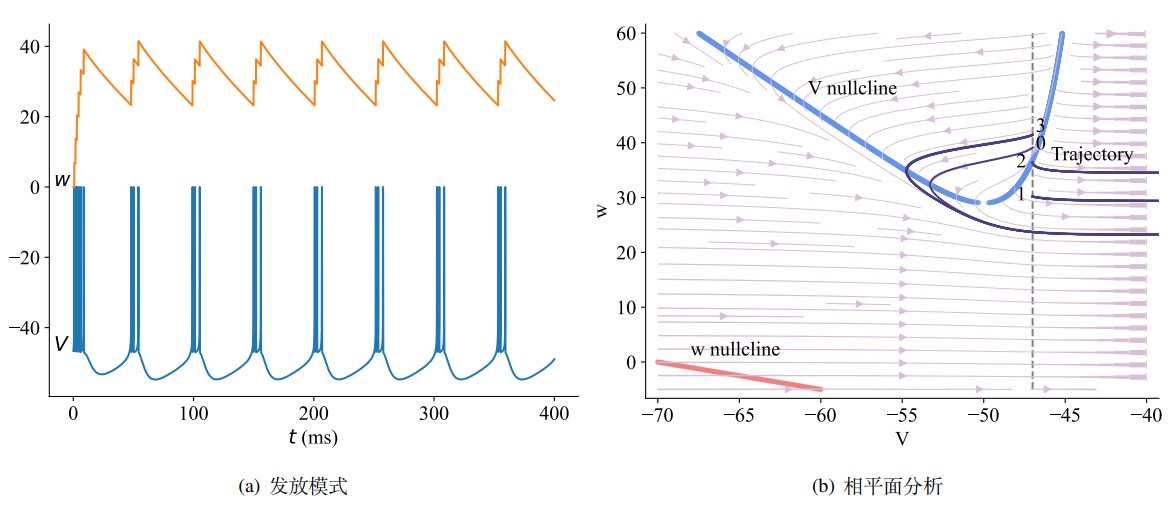 40
20
0
−20
−40
w
V
0
100
200
300
400
t (ms)
(a) 发放模式
60
50
40
30
20
10
0
w
V nullcline
3
0
2
Trajectory
1
w nullcline
−70
−65
−60
−55
−50
−45
−40
V
(b) 相平面分析